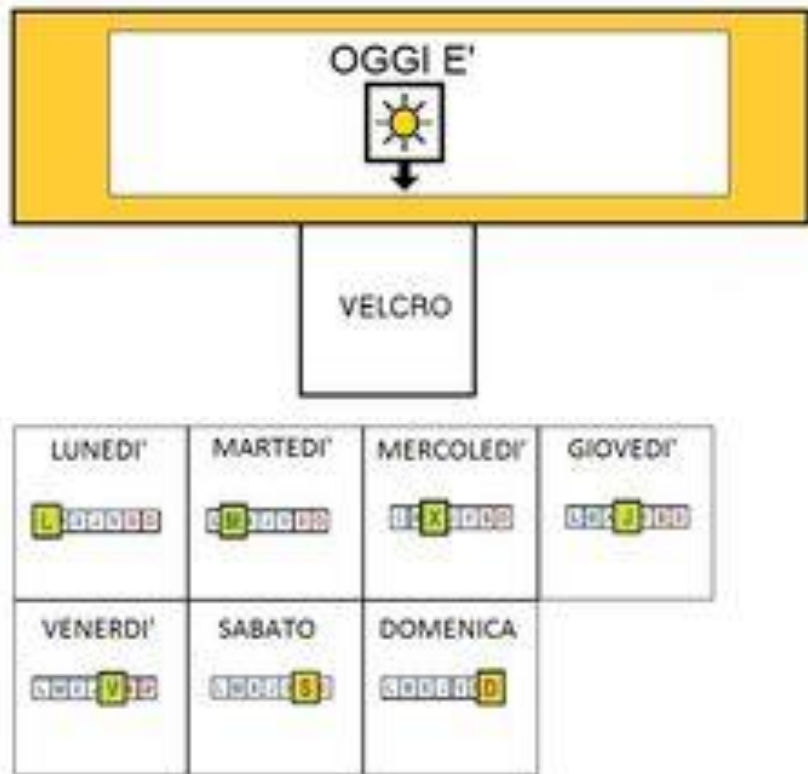 OGGI E'
VELCRO
LUNEDI' MARTEDI' MERCOLEDI' GIOVEDI'
L
M
X
J
VENERDI' SABATO DOMENICA
V
S
D